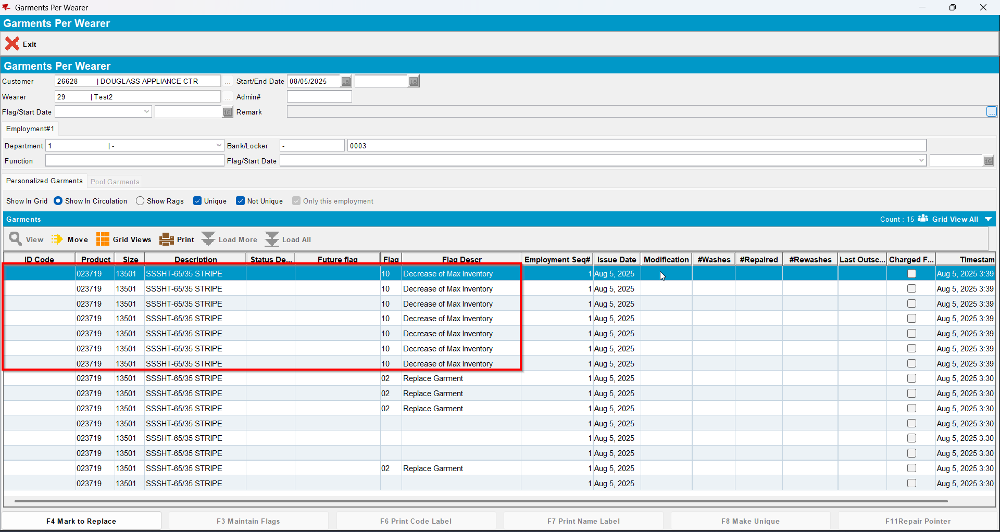 Garments Per Wearer
Garments Per Wearer
Exit
Garments Per Wearer
Customer 26628 | DOUGLASS APPLIANCE CTR ... Start/End Date 08/05/2025 16 16
Wearer 29 | Test2 ... Admin#
Flag/Start Date 16 Remark ...
Employment#1
Department 1 | - Bank/Locker - 0003
Function Flag/Start Date 16
Personalized Garments Pool Garments
Show In Grid Show In Circulation Show Rags Unique Not Unique Only this employment
Garments Count : 15 Grid View All
View Move Grid Views Print Load More Load All
ID Code Product Size Description Status De... Future flag Flag Flag Descr Employment Seq# Issue Date Modification #Washes #Repaired #Rewashes Last Outsc... Charged F... Timestam
023719 13501 SSSHT-65/35 STRIPE 10 Decrease of Max Inventory 1 Aug 5, 2025 Aug 5, 2025 3:39
023719 13501 SSSHT-65/35 STRIPE 10 Decrease of Max Inventory 1 Aug 5, 2025 Aug 5, 2025 3:39
023719 13501 SSSHT-65/35 STRIPE 10 Decrease of Max Inventory 1 Aug 5, 2025 Aug 5, 2025 3:39
023719 13501 SSSHT-65/35 STRIPE 10 Decrease of Max Inventory 1 Aug 5, 2025 Aug 5, 2025 3:39
023719 13501 SSSHT-65/35 STRIPE 10 Decrease of Max Inventory 1 Aug 5, 2025 Aug 5, 2025 3:39
023719 13501 SSSHT-65/35 STRIPE 10 Decrease of Max Inventory 1 Aug 5, 2025 Aug 5, 2025 3:39
023719 13501 SSSHT-65/35 STRIPE 10 Decrease of Max Inventory 1 Aug 5, 2025 Aug 5, 2025 3:39
023719 13501 SSSHT-65/35 STRIPE 02 Replace Garment 1 Aug 5, 2025 Aug 5, 2025 3:30
023719 13501 SSSHT-65/35 STRIPE 02 Replace Garment 1 Aug 5, 2025 Aug 5, 2025 3:30
023719 13501 SSSHT-65/35 STRIPE 02 Replace Garment 1 Aug 5, 2025 Aug 5, 2025 3:30
023719 13501 SSSHT-65/35 STRIPE 1 Aug 5, 2025 Aug 5, 2025 3:30
023719 13501 SSSHT-65/35 STRIPE 1 Aug 5, 2025 Aug 5, 2025 3:30
023719 13501 SSSHT-65/35 STRIPE 1 Aug 5, 2025 Aug 5, 2025 3:30
023719 13501 SSSHT-65/35 STRIPE 02 Replace Garment 1 Aug 5, 2025 Aug 5, 2025 3:30
023719 13501 SSSHT-65/35 STRIPE 1 Aug 5, 2025 Aug 5, 2025 3:30
F4 Mark to Replace F3 Maintain Flags F6 Print Code Label F7 Print Name Label F8 Make Unique F11Repair Pointer